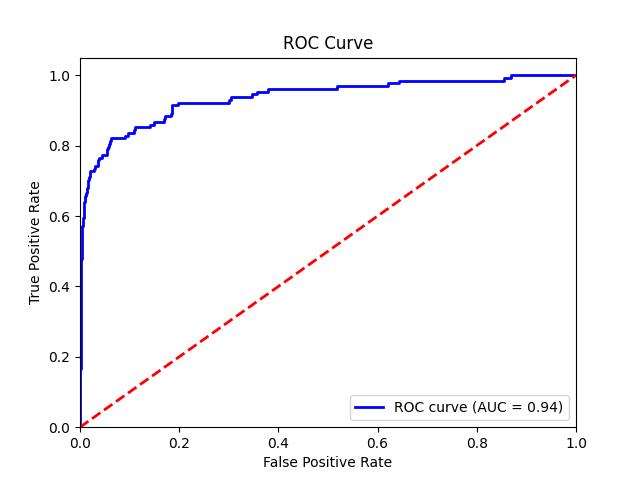 ROC Curve
1.0
0.8
0.6
0.4
0.2
0.0
True Positive Rate
0.0 0.2 0.4 0.6 0.8 1.0
False Positive Rate
ROC curve (AUC = 0.94)